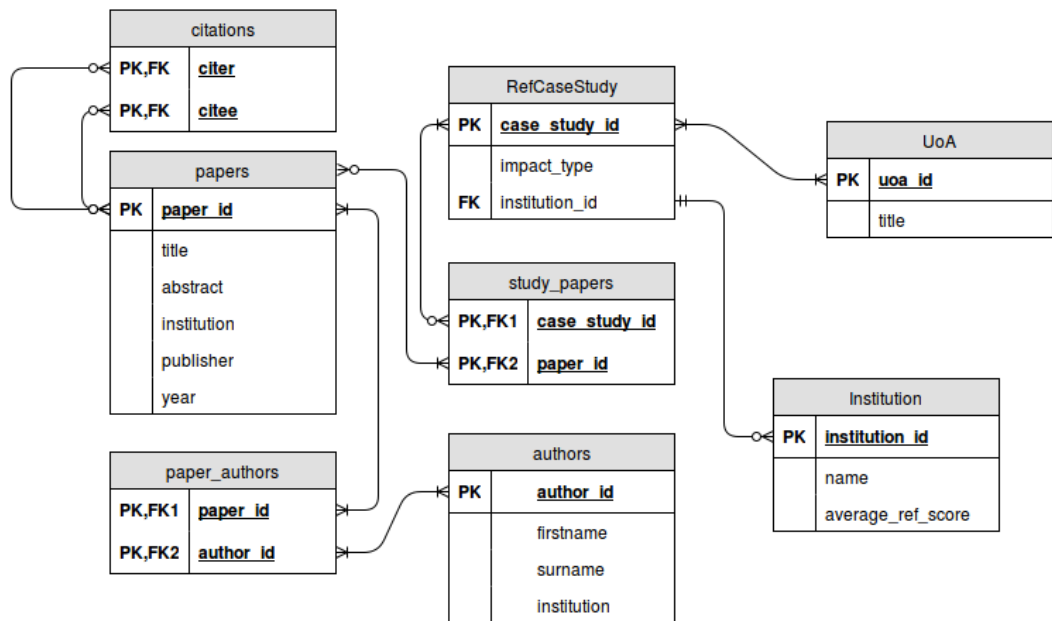 citations
PK,FK citer
PK,FK citee
papers
PK paper_id
title
abstract
institution
publisher
year
paper_authors
PK,FK1 paper_id
PK,FK2 author_id
RefCaseStudy
PK case_study_id
impact_type
FK institution_id
study_papers
PK,FK1 case_study_id
PK,FK2 paper_id
authors
PK author_id
firstname
surname
institution
UoA
PK uoa_id
title
Institution
PK institution_id
name
average_ref_score